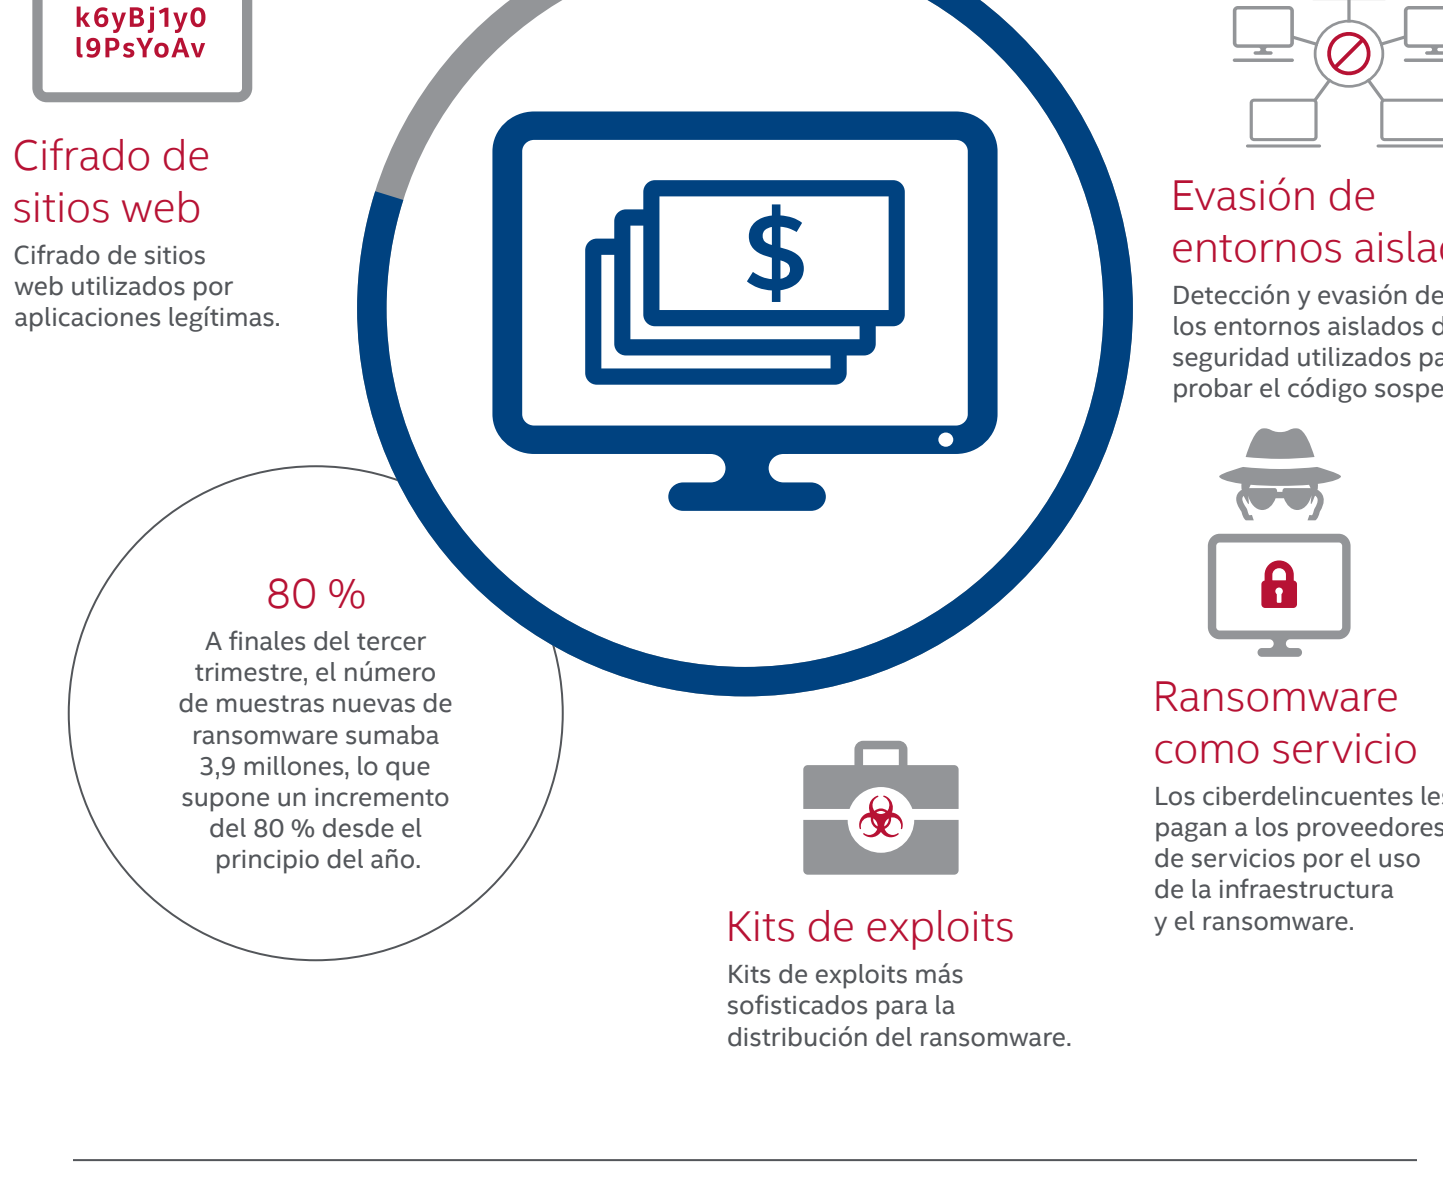 k6yBj1y0
l9PsYoAv
Cifrado de
sitios web
Cifrado de sitios
web utilizados por
aplicaciones legítimas.
$
Evasión de
entornos
Detección y evasión de
los entornos aislados
seguridad utilizados
probar el código
80 %
A finales del tercer
trimestre, el número
de muestras nuevas de
ransomware sumaba
3,9 millones, lo que
supone un incremento
del 80 % desde el
principio del año.
Ransomware
como servicio
Los ciberdelincuentes
pagan a los proveedores
de servicios por el uso
de la infraestructura
y el ransomware.
Kits de exploits
Kits de exploits más
sofisticados para la
distribución del ransomware.